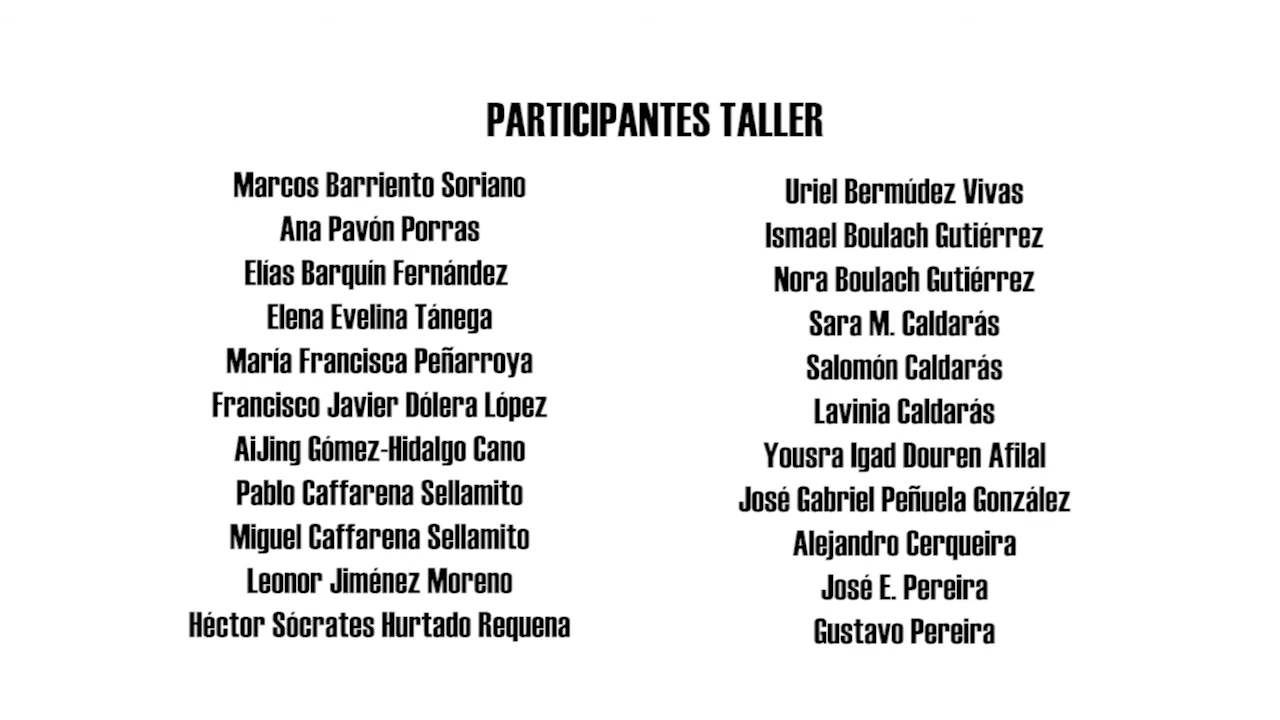 PARTICIPANTES TALLER
Marcos Barriento Soriano
Ana Pavón Porras
Elías Barquín Fernández
Elena Evelina Tánega
María Francisca Peñarroya
Francisco Javier Dólera López
AiJing Gómez-Hidalgo Cano
Pablo Caffarena Sellamito
Miguel Caffarena Sellamito
Leonor Jiménez Moreno
Héctor Sócrates Hurtado Requena
Uriel Bermúdez Vivas
Ismael Boulach Gutiérrez
Nora Boulach Gutiérrez
Sara M. Caldarás
Salomón Caldarás
Lavinia Caldarás
Yousra Igad Douren Afilal
José Gabriel Peñuela González
Alejandro Cerqueira
José E. Pereira
Gustavo Pereira